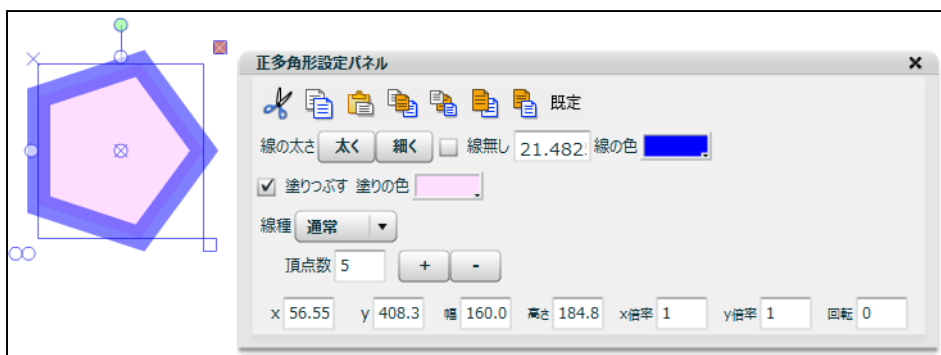 正多角形設定パネル
既定
線の太さ 太く 細く 線無し 21.482 線の色
塗りつぶす 塗りの色
線種 通常
頂点数 5 + -
x 56.55 y 408.3 幅 160.0 高さ 184.8 x倍率 1 y倍率 1 回転 0